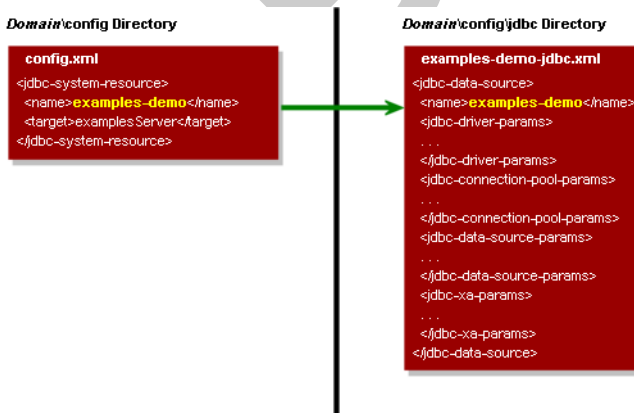 Domain\config Directory
config.xml
<jdbc-system-resource>
<name>examples-demo</name>
<target>examplesServer</target>
</jdbc-system-resource>
Domain\config\jdbc Directory
examples-demo-jdbc.xml
<jdbc-data-source>
<name>examples-demo</name>
<jdbc-driver-params>
. . .
</jdbc-driver-params>
<jdbc-connection-pool-params>
. . .
</jdbc-connection-pool-params>
<jdbc-data-source-params>
. . .
</jdbc-data-source-params>
<jdbc-xa-params>
. . .
</jdbc-xa-params>
</jdbc-data-source>